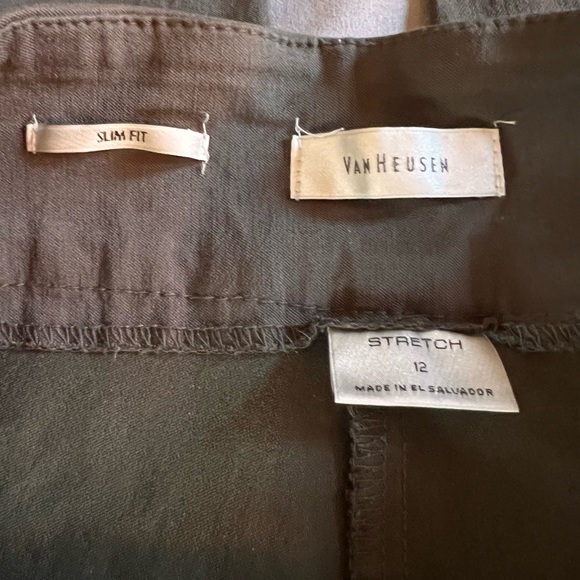 SLIM FIT
VAN HEUSEN
STRETCH
12
MADE IN EL SALVADOR